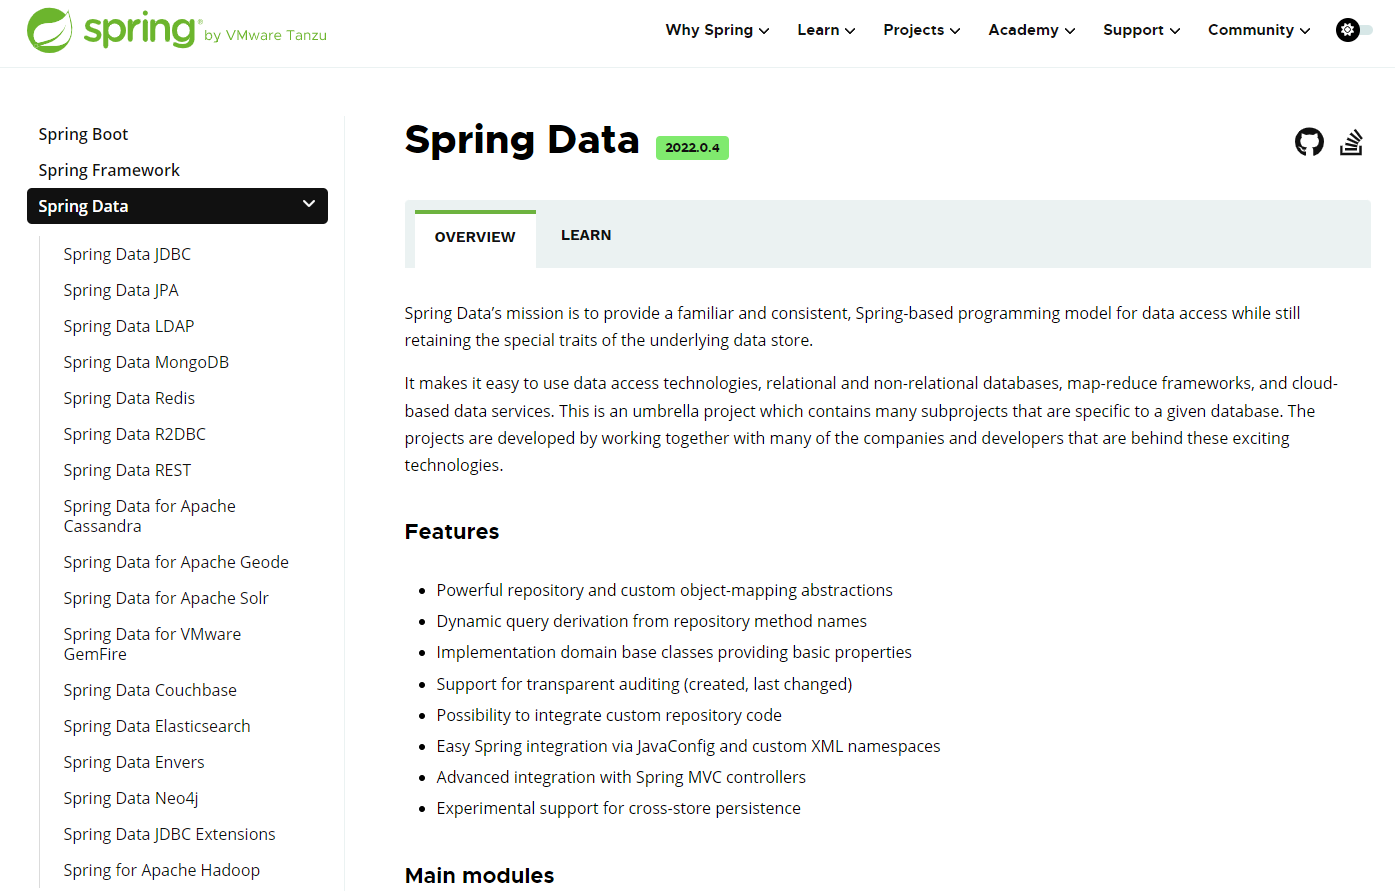 spring by VMware Tanzu
Why Spring
Learn
Projects
Academy
Support
Community
Spring Boot
Spring Framework
Spring Data
Spring Data JDBC
Spring Data JPA
Spring Data LDAP
Spring Data MongoDB
Spring Data Redis
Spring Data R2DBC
Spring Data REST
Spring Data for Apache
Cassandra
Spring Data for Apache Geode
Spring Data for Apache Solr
Spring Data for VMware
GemFire
Spring Data Couchbase
Spring Data Elasticsearch
Spring Data Envers
Spring Data Neo4j
Spring Data JDBC Extensions
Spring for Apache Hadoop
Spring Data 2022.0.4
OVERVIEW
LEARN
Spring Data’s mission is to provide a familiar and consistent, Spring-based programming model for data access while still
retaining the special traits of the underlying data store.
It makes it easy to use data access technologies, relational and non-relational databases, map-reduce frameworks, and cloud-
based data services. This is an umbrella project which contains many subprojects that are specific to a given database. The
projects are developed by working together with many of the companies and developers that are behind these exciting
technologies.
Features
Powerful repository and custom object-mapping abstractions
Dynamic query derivation from repository method names
Implementation domain base classes providing basic properties
Support for transparent auditing (created, last changed)
Possibility to integrate custom repository code
Easy Spring integration via JavaConfig and custom XML namespaces
Advanced integration with Spring MVC controllers
Experimental support for cross-store persistence
Main modules